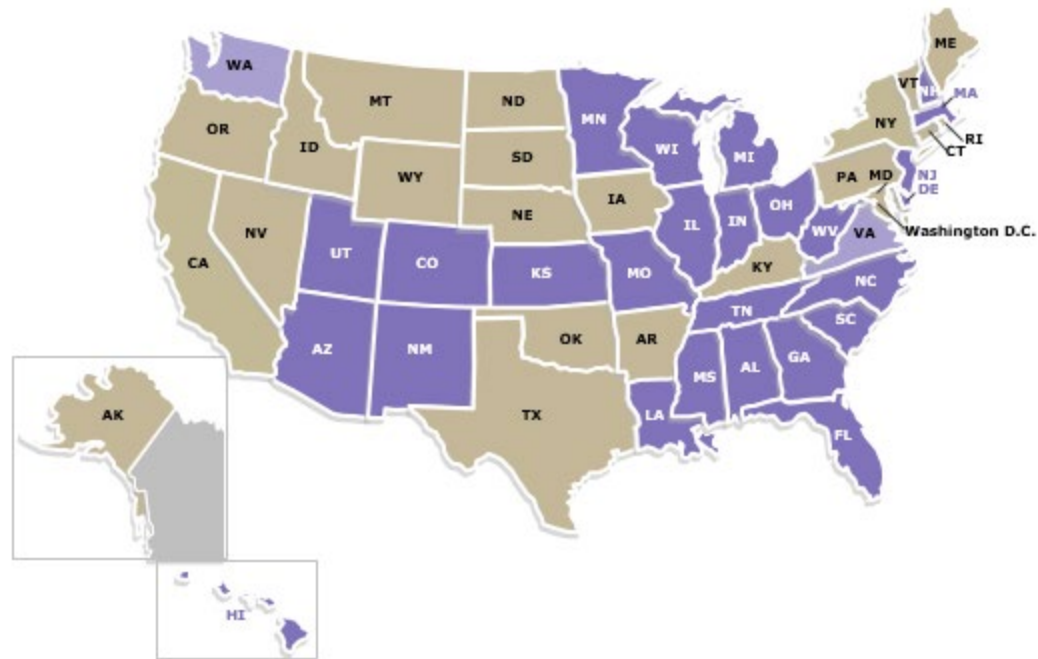 ME
WA
VT
NH
MT
ND
MN
MA
OR
NY
RI
ID
WI
MI
CT
SD
WY
PA
MD
NJ
DE
IA
NE
OH
NV
IL
IN
WV
VA
Washington D.C.
UT
CA
CO
KS
MO
KY
NC
TN
SC
OK
AR
AZ
NM
GA
AL
MS
TX
LA
AK
FL
HI